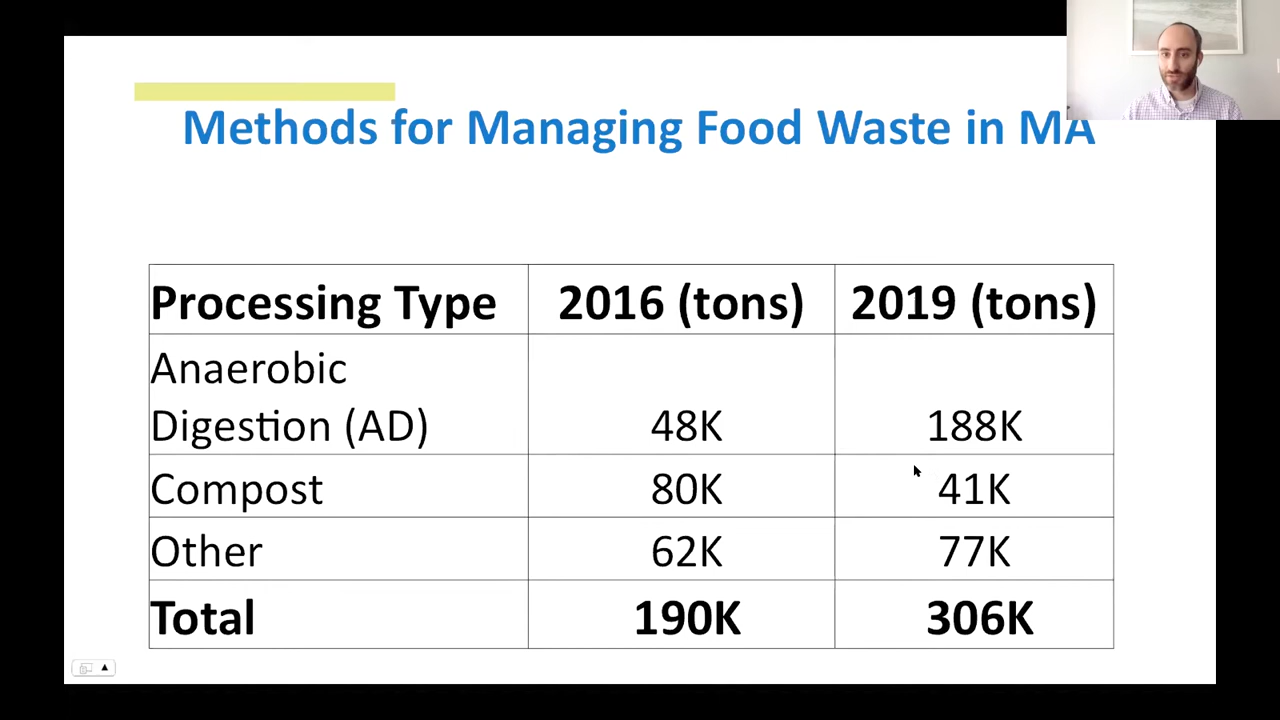 Methods for Managing Food Waste in MA
Processing Type 2016 (tons) 2019 (tons)
Anaerobic
Digestion (AD) 48K 188K
Compost 80K 41K
Other 62K 77K
Total 190K 306K